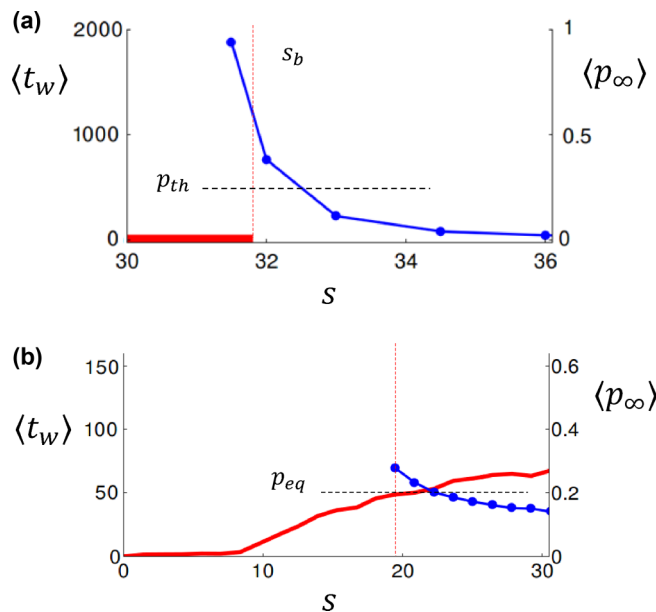 (a)
2000
1000
0
⟨t_w⟩
s_b
p_th
1
0.5
0
⟨p_∞⟩
30 32 34 36
s
(b)
150
100
50
0
⟨t_w⟩
p_eq
0.6
0.4
0.2
0
⟨p_∞⟩
0 10 20 30
s